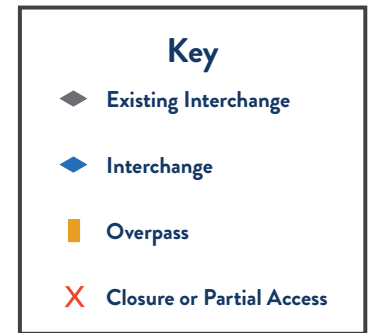 Key
Existing Interchange
Interchange
Overpass
X Closure or Partial Access